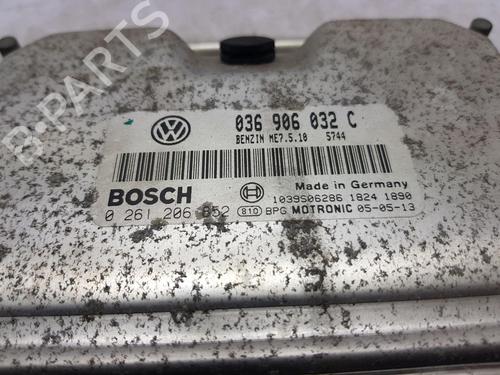 036 906 032 C
BENZIN ME7.5.10 5744
BOSCH
Made in Germany
1039S06286 1824 1890
0 261 206 852 810 BPG MOTRONIC 05-05-13